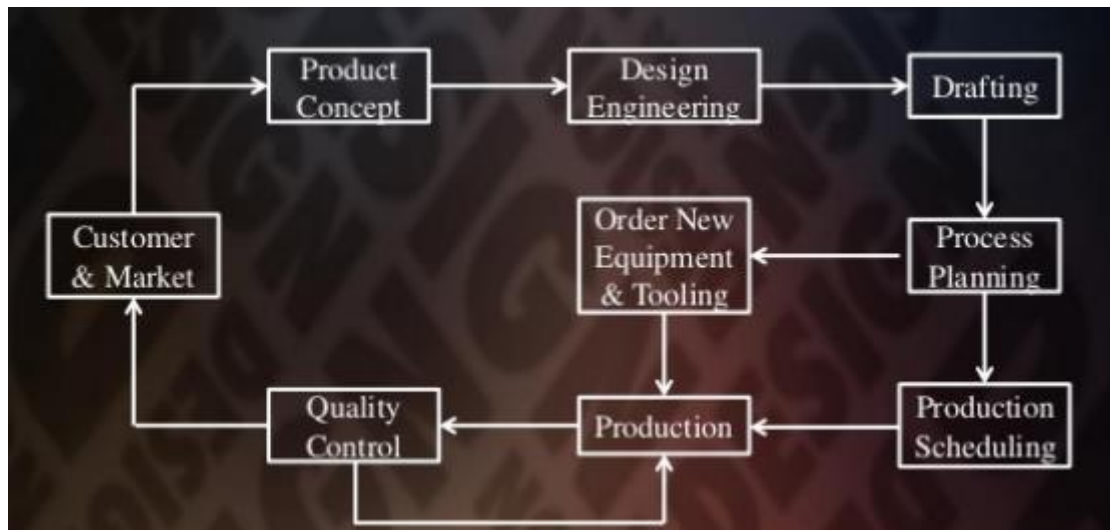 Product
Concept
Design
Engineering
Drafting
Customer
& Market
Order New
Equipment
& Tooling
Process
Planning
Quality
Control
Production
Production
Scheduling